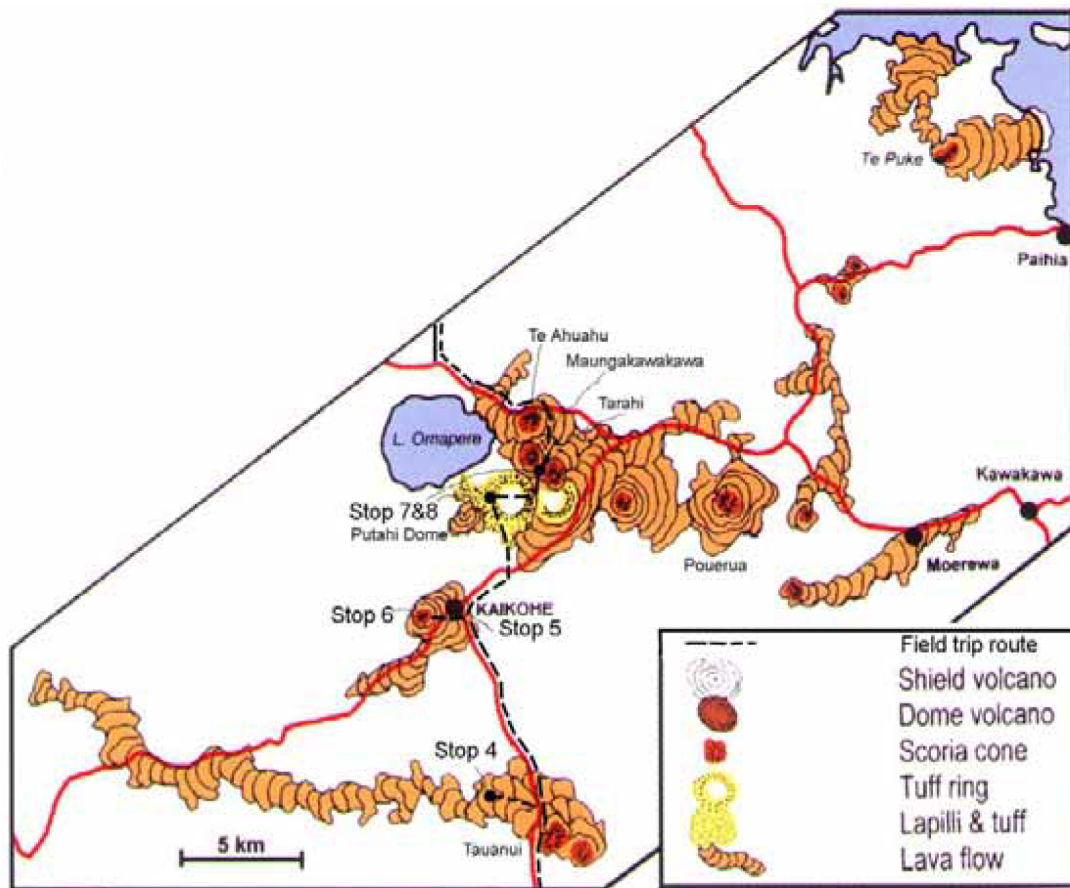 Te Puke
Paihia
Te Ahuahu
Maungakawakawa
Tarahi
L. Omapere
Kawakawa
Stop 7&8
Putahi Dome
Pouerua
Moerewa
Stop 6
KAIKOHE
Stop 5
Stop 4
Tauanui
5 km
Field trip route
Shield volcano
Dome volcano
Scoria cone
Tuff ring
Lapilli & tuff
Lava flow